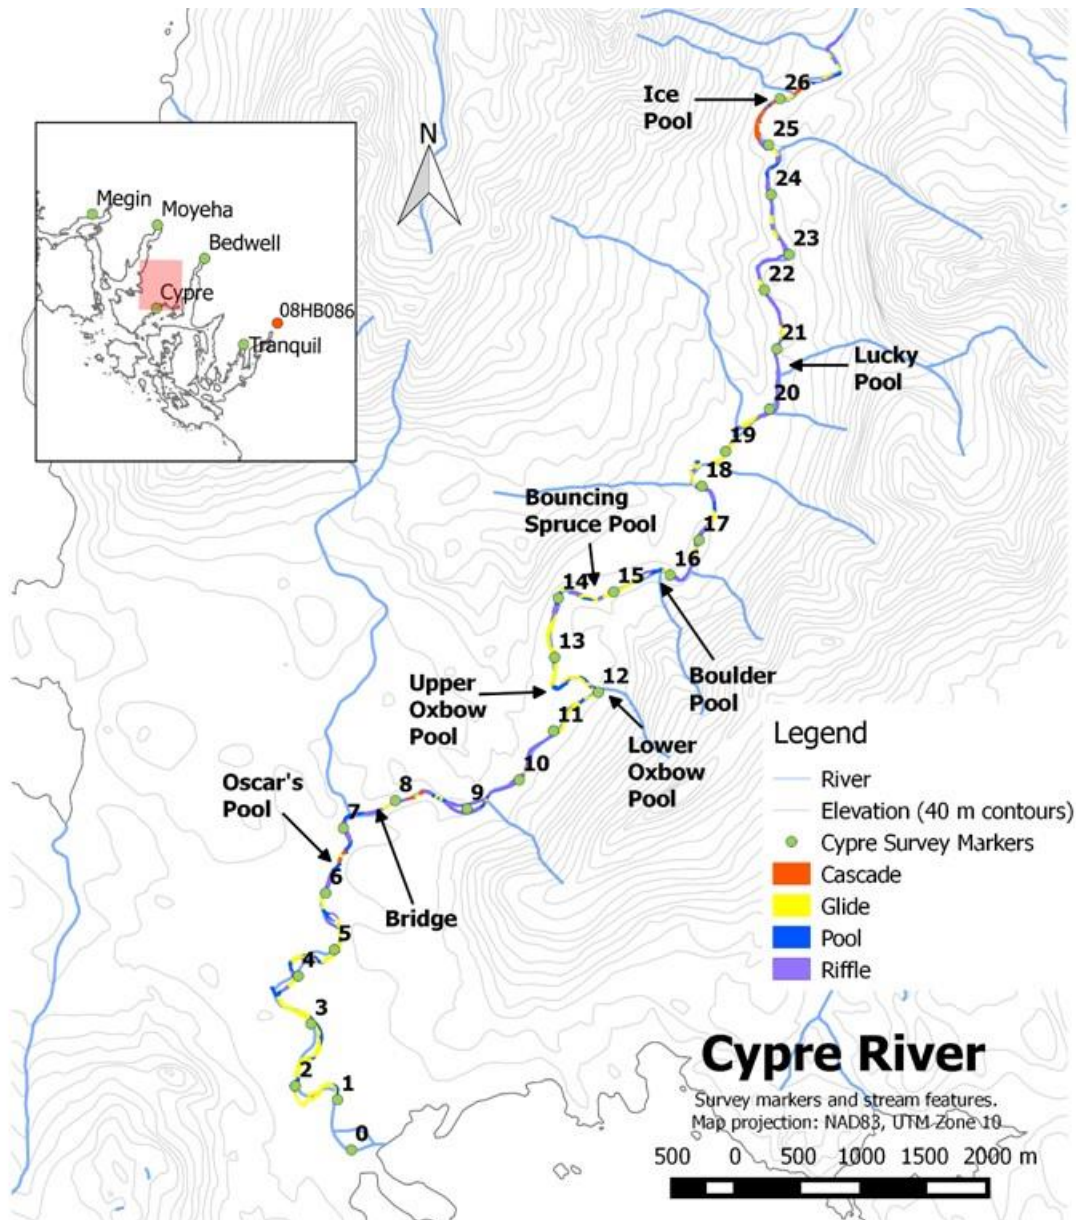 26
Ice
Pool
25
N
24
Megin
Moyeha
23
Bedwell
22
Cypre
08HB086
21
Tranquil
Lucky
Pool
20
19
18
Bouncing
Spruce Pool
17
16
15
14
13
Boulder
Pool
12
Upper
Oxbow
Pool
11
Lower
Oxbow
Pool
10
9
8
Oscar's
Pool
7
6
Bridge
5
4
3
2
1
0
Legend
River
Elevation (40 m contours)
Cypre Survey Markers
Cascade
Glide
Pool
Riffle
Cypre River
Survey markers and stream features.
Map projection: NAD83, UTM Zone 10
500 0 500 1000 1500 2000 m